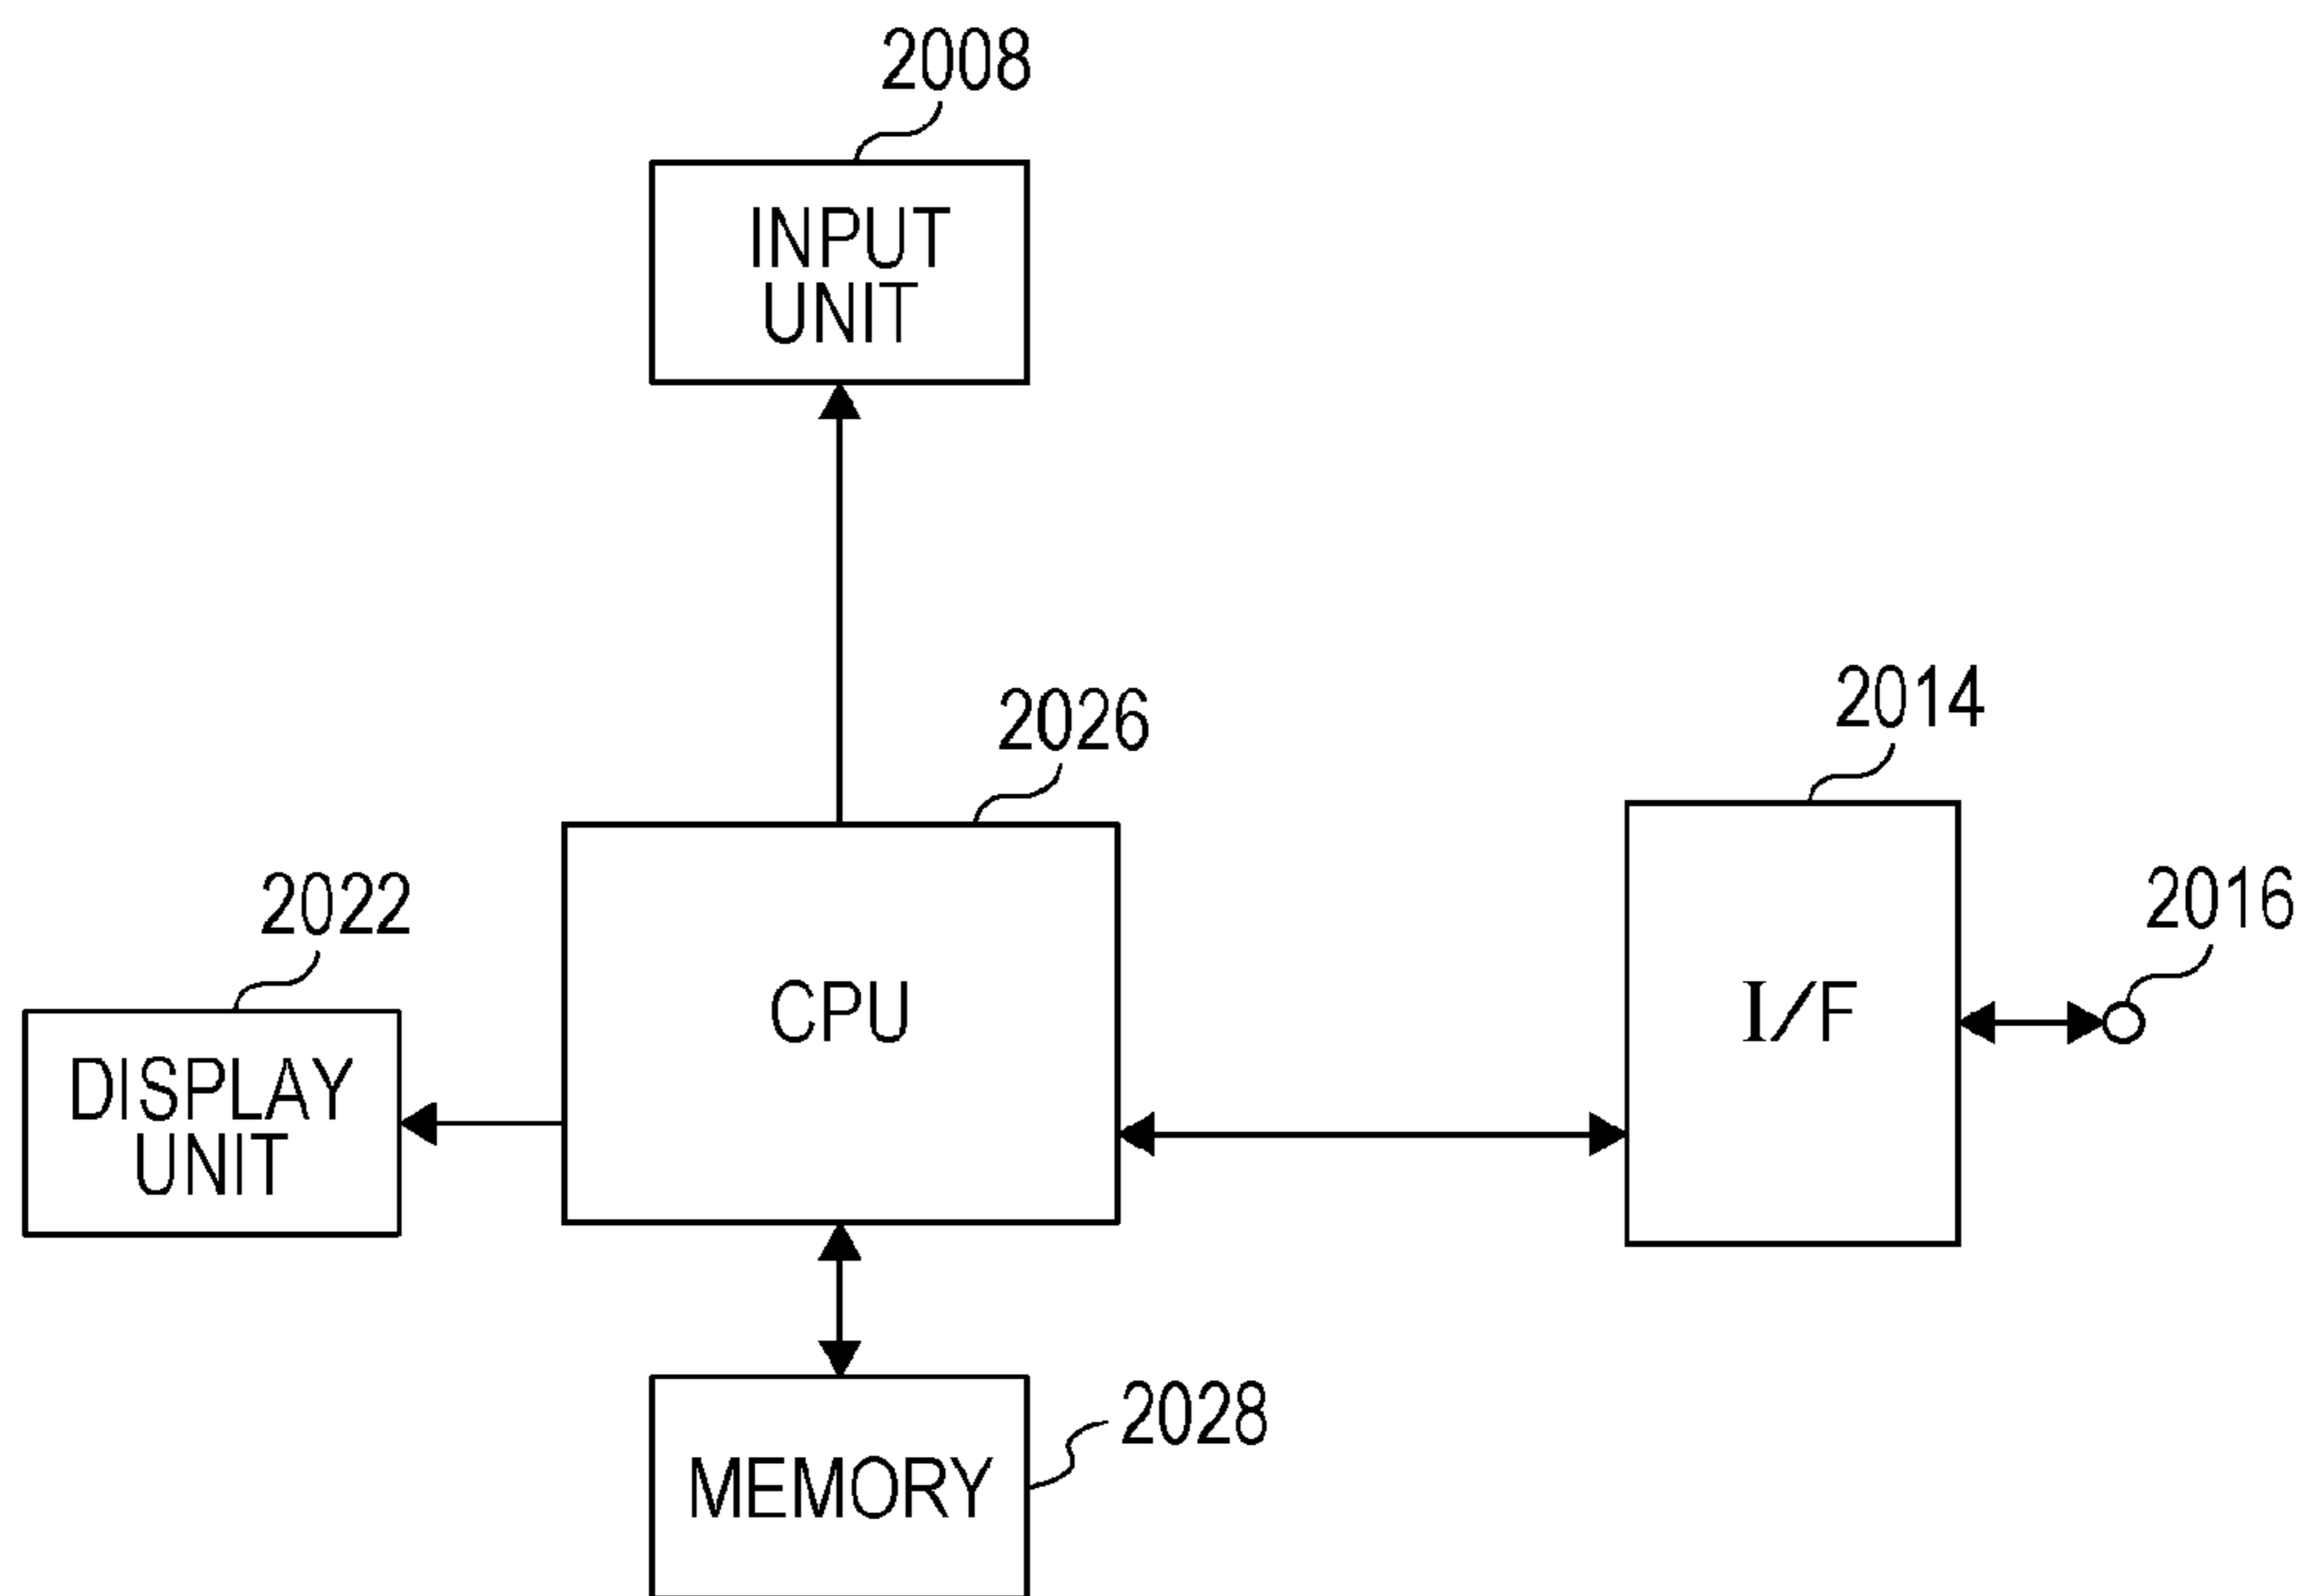 2008
INPUT
UNIT
2026
2014
2022
2016
CPU
I/F
DISPLAY
UNIT
2028
MEMORY